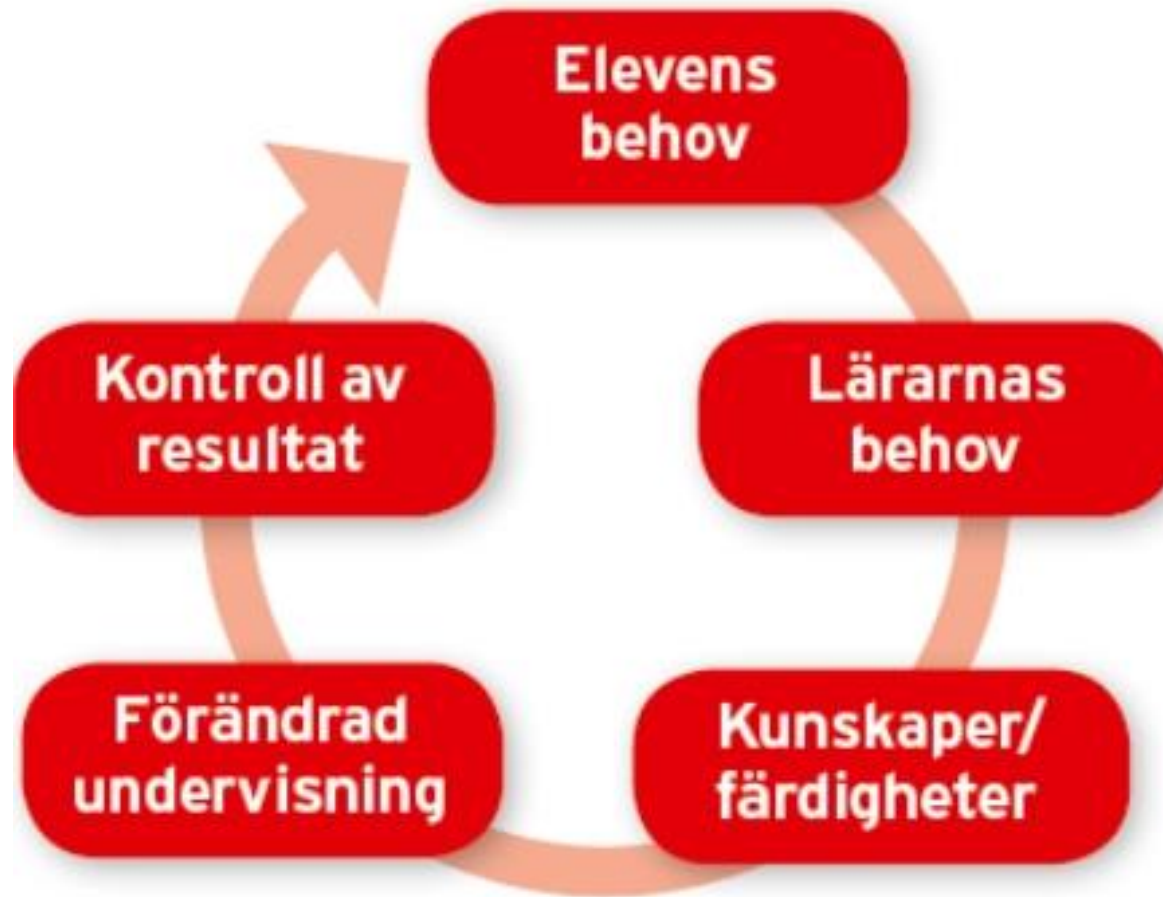 Elevens
behov
Lärarnas
behov
Kunskaper/
färdigheter
Förändrad
undervisning
Kontroll av
resultat